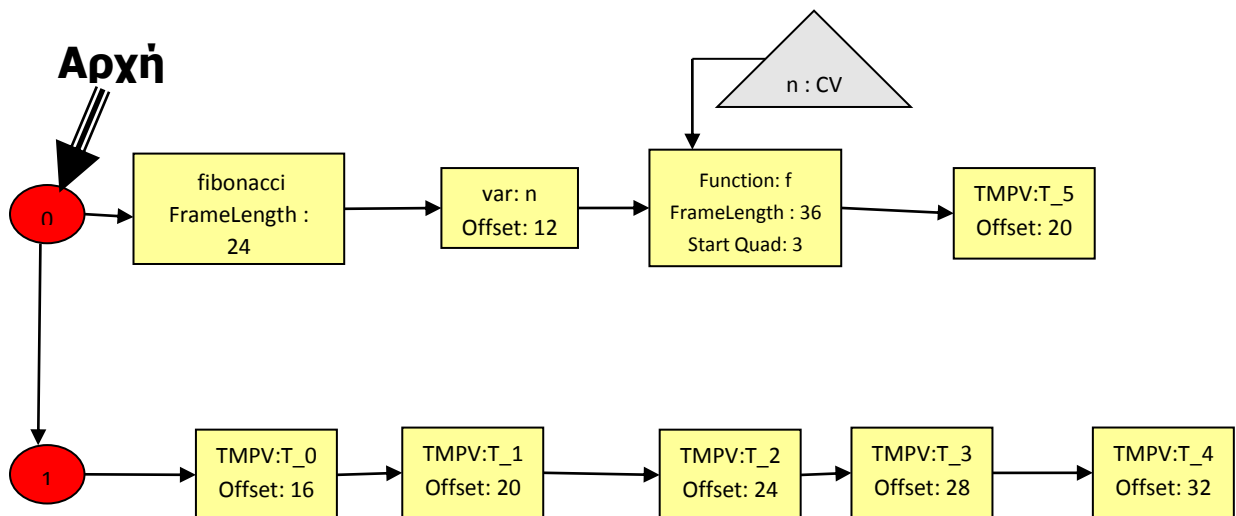 Αρχή
n : CV
0
fibonacci
FrameLength :
24
var: n
Offset: 12
Function: f
FrameLength : 36
Start Quad: 3
TMPV:T_5
Offset: 20
1
TMPV:T_0
Offset: 16
TMPV:T_1
Offset: 20
TMPV:T_2
Offset: 24
TMPV:T_3
Offset: 28
TMPV:T_4
Offset: 32